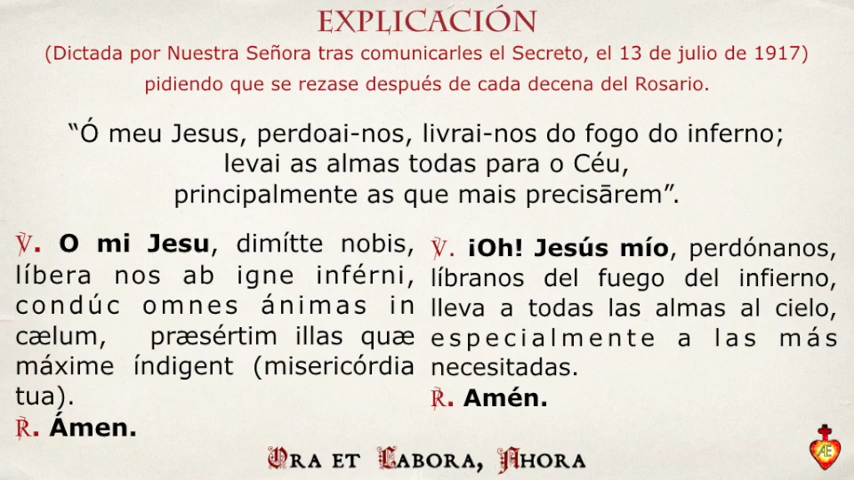 EXPLICACIÓN
(Dictada por Nuestra Señora tras comunicarles el Secreto, el 13 de julio de 1917)
pidiendo que se rezase después de cada decena del Rosario.
“Ó meu Jesus, perdoai-nos, livrai-nos do fogo do inferno;
levai as almas todas para o Céu,
principalmente as que mais precisārem”.
℣. O mi Jesu, dimítte nobis,
líbera nos ab igne inférni,
condúc omnes ánimas in
cælum, præsértim illas quæ
máxime índigent (misericórdia
tua).
℟. Ámen.
℣. ¡Oh! Jesús mío, perdónanos,
líbranos del fuego del infierno,
lleva a todas las almas al cielo,
especialmente a las más
necesitadas.
℟. Amén.
Ora et Labora, Ahora
Æ